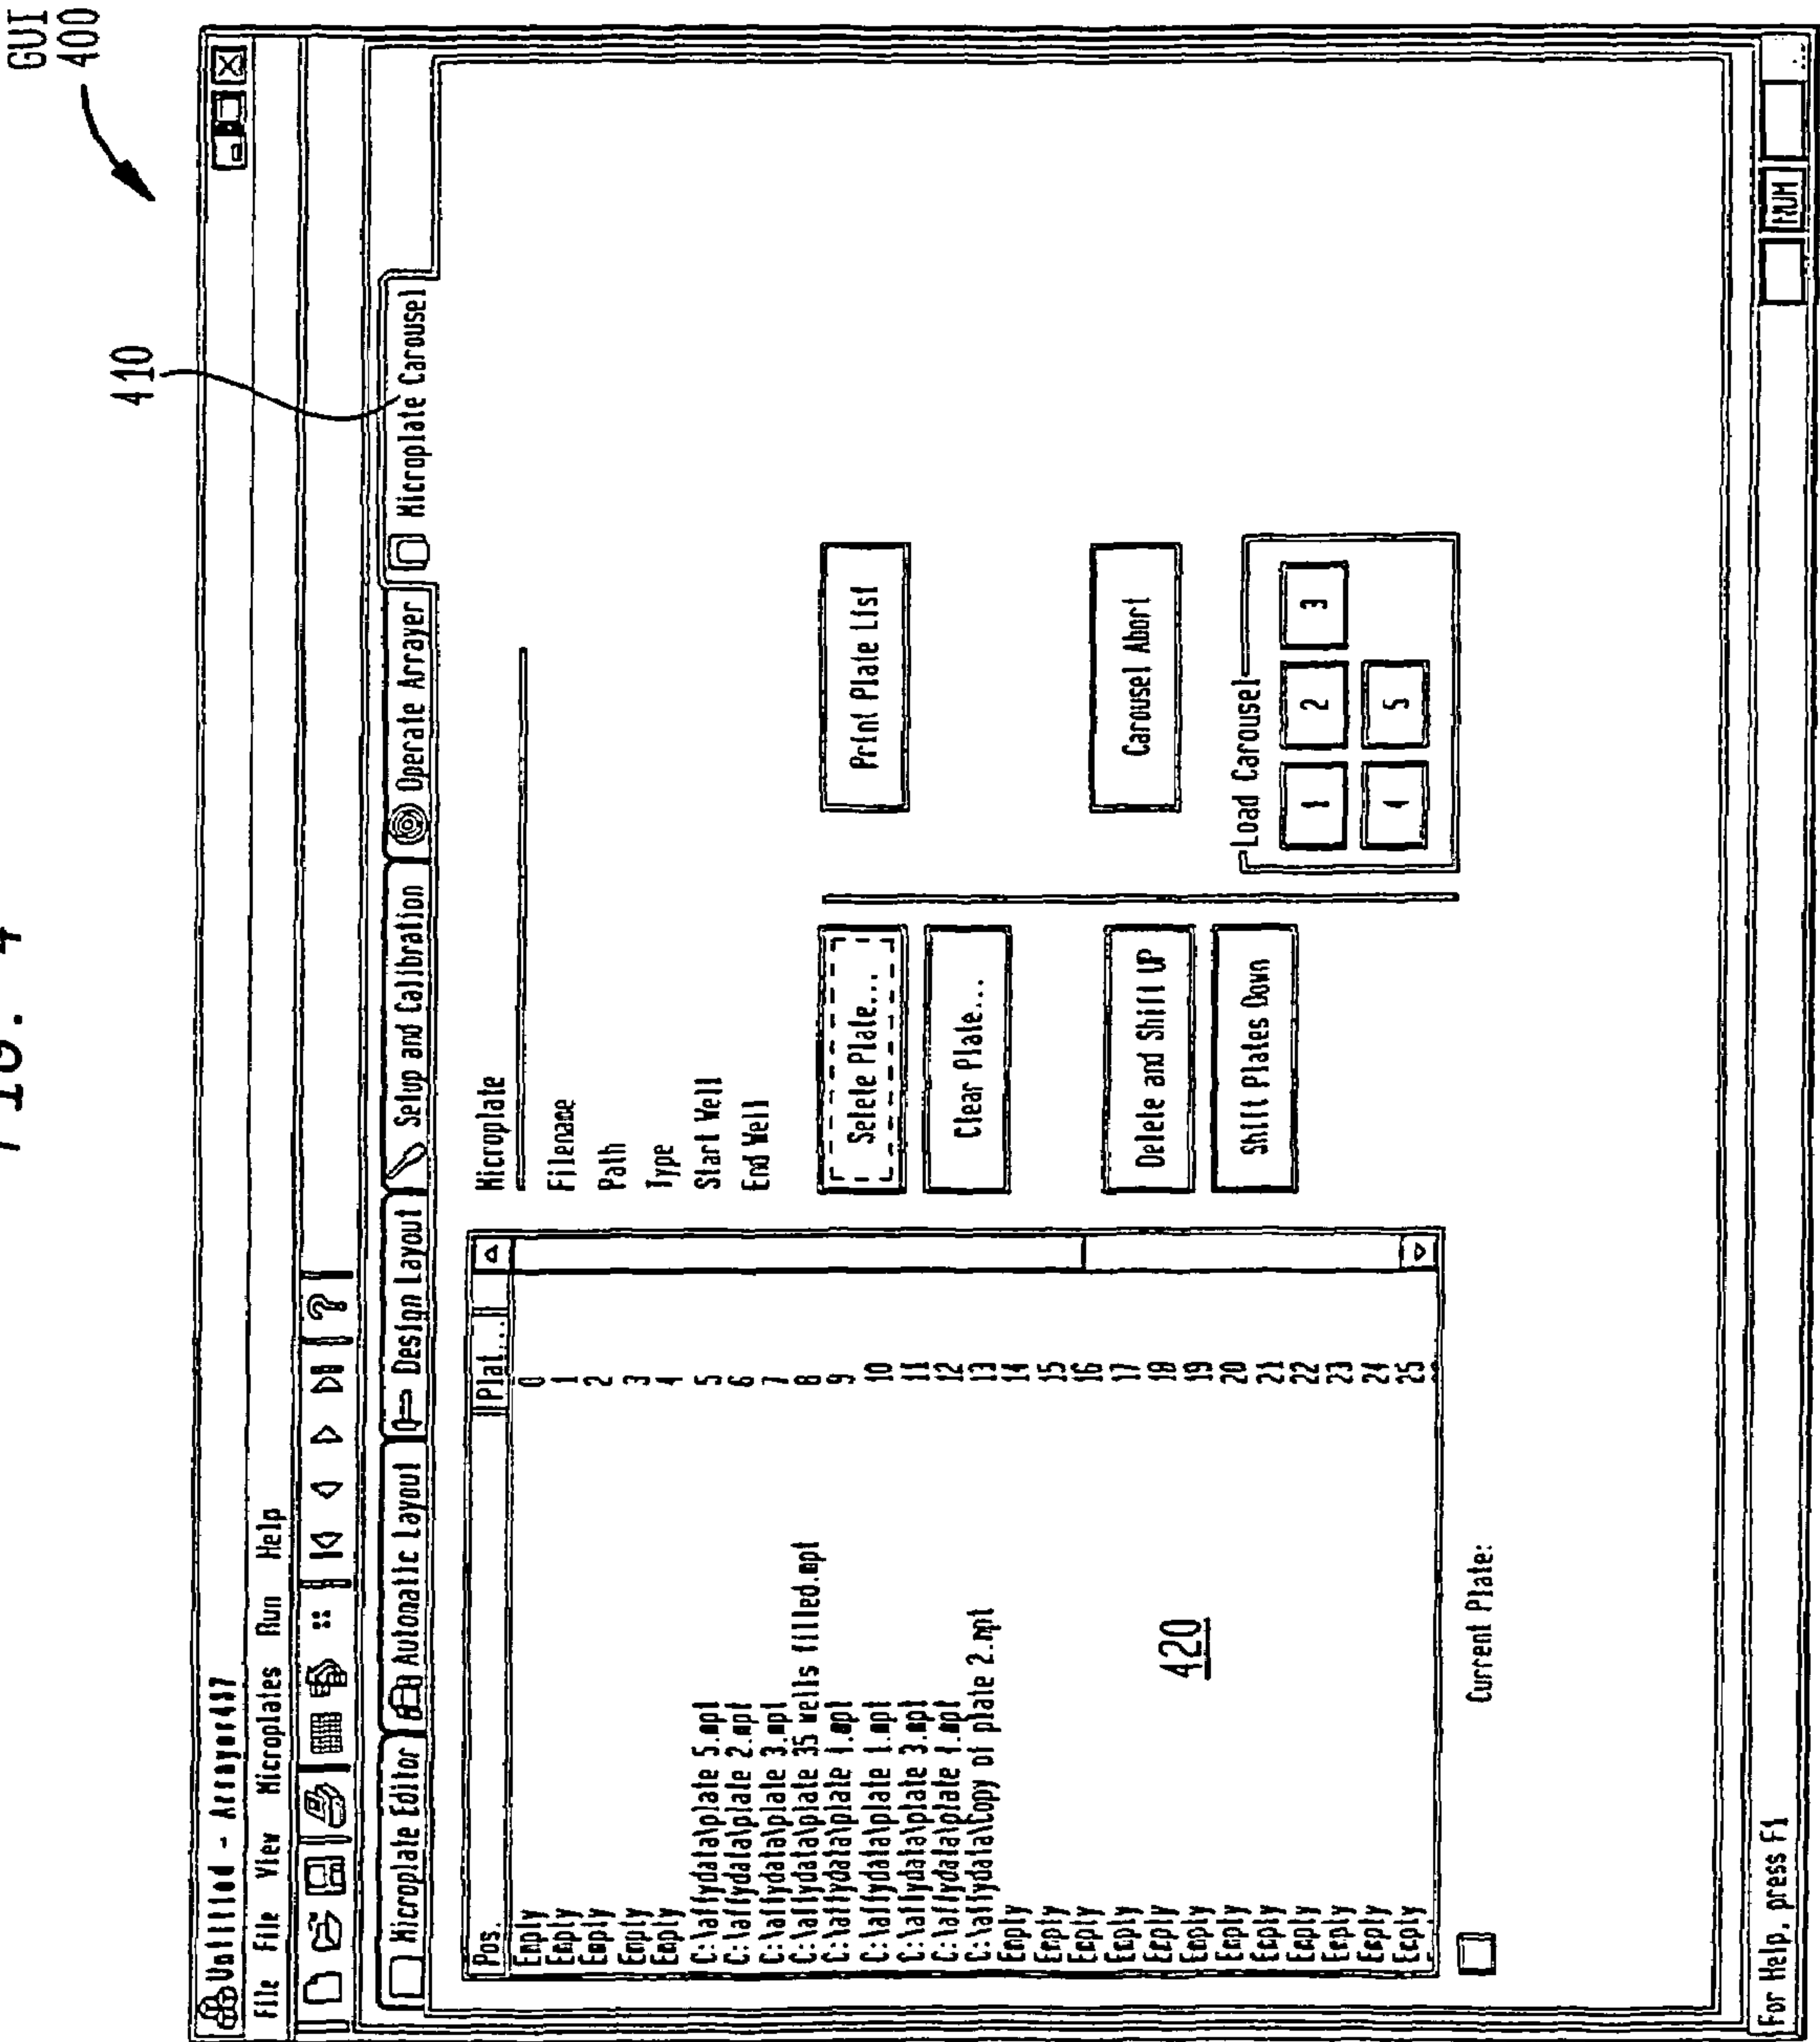 FIG. 4
GUI
400
410
Untitled - Arrayer487
File File View Microplates Run Help
Microplate Editor Automatic Layout Design Layout Setup and Calibration Operate Arrayer Microplate Carousel
Pos. Plat...
Empty 0
Empty 1
Empty 2
Empty 3
Empty 4
C:\affydata\plate 5.mpt 5
C:\affydata\plate 2.mpt 6
C:\affydata\plate 3.mpt 7
C:\affydata\plate 35 wells filled.mpt 8
C:\affydata\plate 1.mpt 9
C:\affydata\plate 1.mpt 10
C:\affydata\plate 3.mpt 11
C:\affydata\plate 1.mpt 12
C:\affydata\Copy of plate 2.mpt 13
Empty 14
Empty 15
Empty 16
Empty 17
Empty 18
Empty 19
Empty 20
Empty 21
Empty 22
Empty 23
Empty 24
Empty 25
420
Current Plate:
Microplate
Filename
Path
Type
Start Well
End Well
Selete Plate...
Clear Plate...
Delete and Shift UP
Shift Plates Down
Print Plate List
Carousel Abort
Load Carousel
1 2 3
4 5
For Help, press F1
NUM